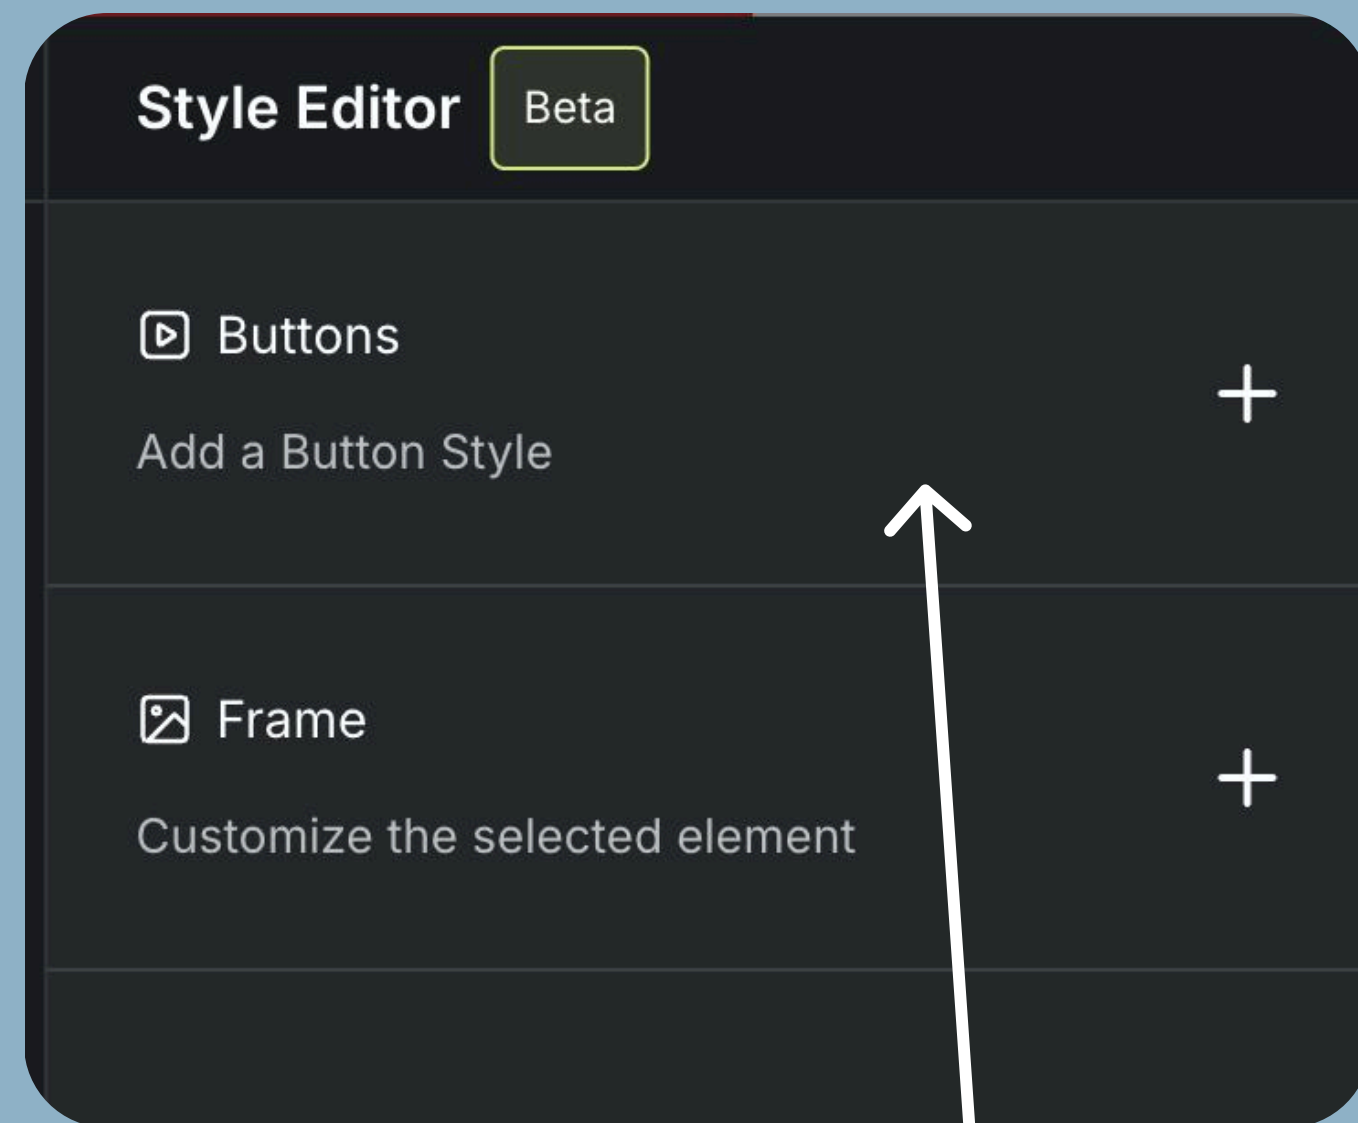 Style Editor Beta
Buttons
Add a Button Style
Frame
Customize the selected element